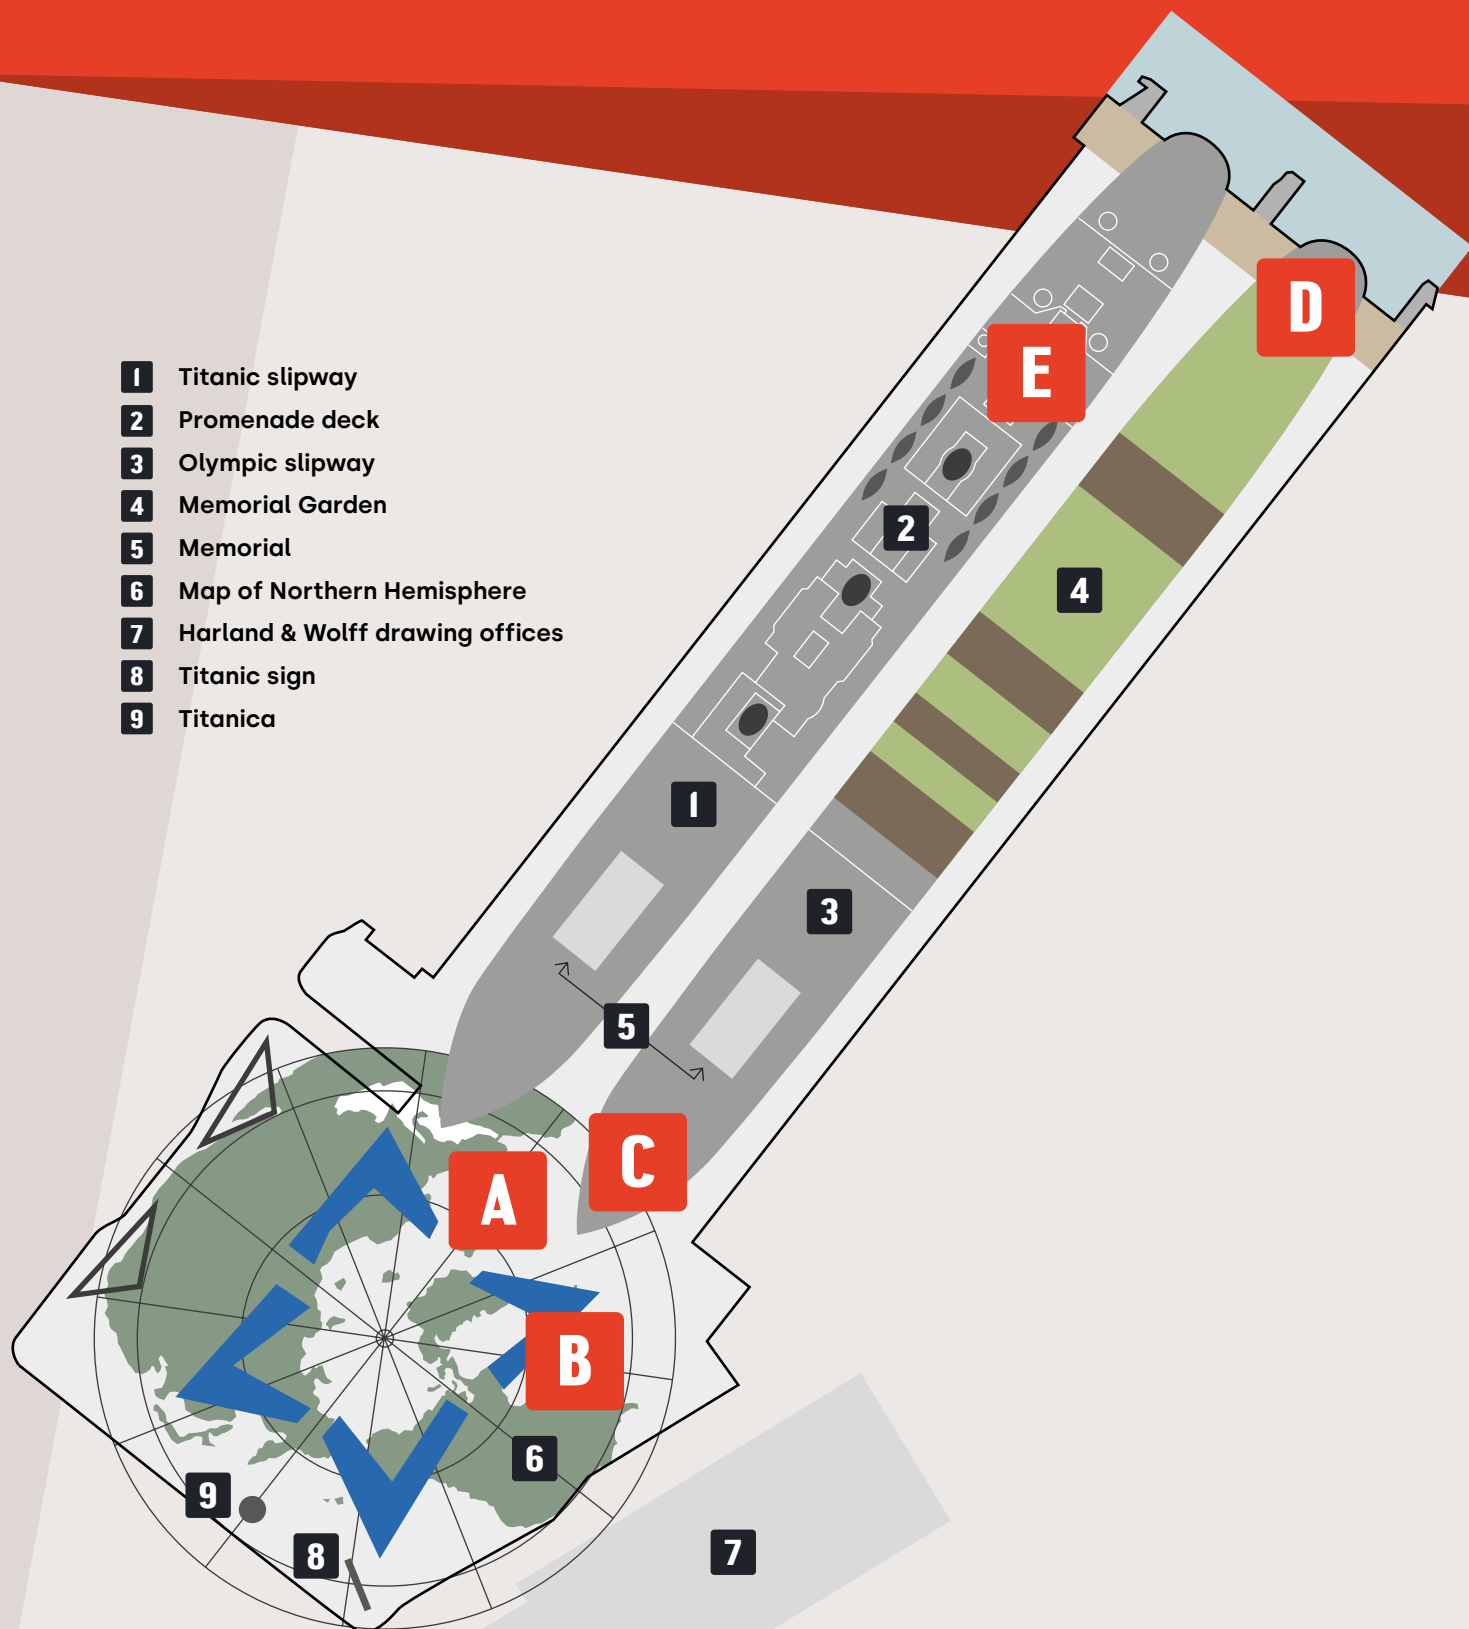 1 Titanic slipway
2 Promenade deck
3 Olympic slipway
4 Memorial Garden
5 Memorial
6 Map of Northern Hemisphere
7 Harland & Wolff drawing offices
8 Titanic sign
9 Titanica
D
E
2
4
1
3
5
C
A
B
6
9
8
7